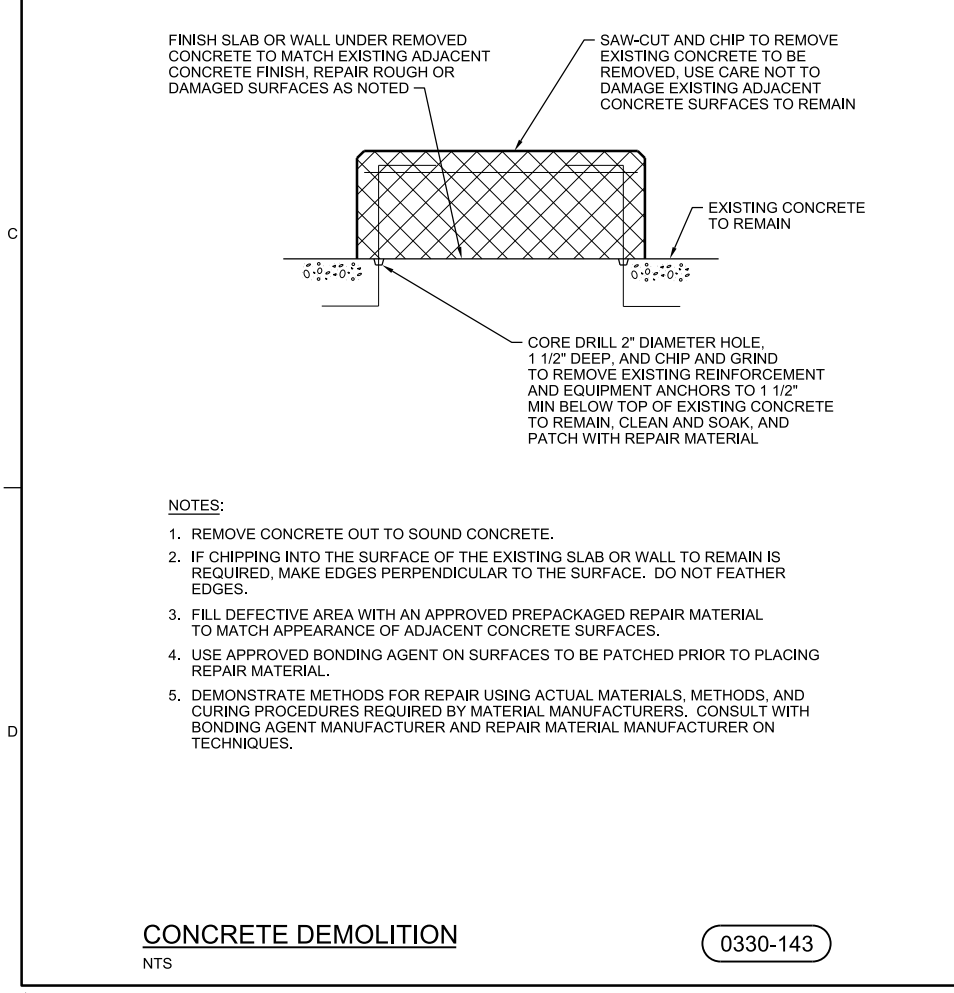 FINISH SLAB OR WALL UNDER REMOVED
CONCRETE TO MATCH EXISTING ADJACENT
CONCRETE FINISH, REPAIR ROUGH OR
DAMAGED SURFACES AS NOTED
SAW-CUT AND CHIP TO REMOVE
EXISTING CONCRETE TO BE
REMOVED, USE CARE NOT TO
DAMAGE EXISTING ADJACENT
CONCRETE SURFACES TO REMAIN
EXISTING CONCRETE
TO REMAIN
C
CORE DRILL 2" DIAMETER HOLE,
1 1/2" DEEP, AND CHIP AND GRIND
TO REMOVE EXISTING REINFORCEMENT
AND EQUIPMENT ANCHORS TO 1 1/2"
MIN BELOW TOP OF EXISTING CONCRETE
TO REMAIN, CLEAN AND SOAK, AND
PATCH WITH REPAIR MATERIAL
NOTES:
1. REMOVE CONCRETE OUT TO SOUND CONCRETE.
2. IF CHIPPING INTO THE SURFACE OF THE EXISTING SLAB OR WALL TO REMAIN IS
REQUIRED, MAKE EDGES PERPENDICULAR TO THE SURFACE. DO NOT FEATHER
EDGES.
3. FILL DEFECTIVE AREA WITH AN APPROVED PREPACKAGED REPAIR MATERIAL
TO MATCH APPEARANCE OF ADJACENT CONCRETE SURFACES.
4. USE APPROVED BONDING AGENT ON SURFACES TO BE PATCHED PRIOR TO PLACING
REPAIR MATERIAL.
5. DEMONSTRATE METHODS FOR REPAIR USING ACTUAL MATERIALS, METHODS, AND
CURING PROCEDURES REQUIRED BY MATERIAL MANUFACTURERS. CONSULT WITH
BONDING AGENT MANUFACTURER AND REPAIR MATERIAL MANUFACTURER ON
TECHNIQUES.
D
CONCRETE DEMOLITION
NTS
0330-143